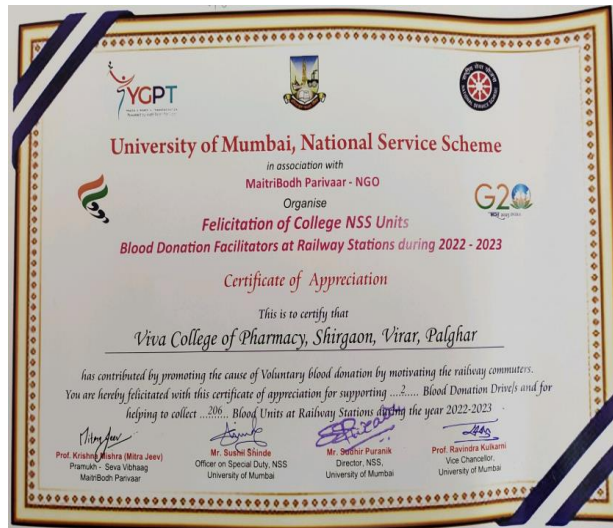 YGPT
University of Mumbai, National Service Scheme
in association with
MaitriBodh Parivaar - NGO
Organise
G20
Felicitation of College NSS Units
Blood Donation Facilitators at Railway Stations during 2022 - 2023
Certificate of Appreciation
This is to certify that
Viva College of Pharmacy, Shirgaon, Virar, Palghar
has contributed by promoting the cause of Voluntary blood donation by motivating the railway commuters.
You are hereby felicitated with this certificate of appreciation for supporting ....2..... Blood Donation Drive/s and for
helping to collect ...206... Blood Units at Railway Stations during the year 2022-2023
Prof. Krishna Mishra (Mitra Jeev)
Pramukh - Seva Vibhaag
MaitriBodh Parivaar
Mr. Sushil Shinde
Officer on Special Duty, NSS
University of Mumbai
Mr. Sudhir Puranik
Director, NSS,
University of Mumbai
Prof. Ravindra Kulkarni
Vice Chancellor,
University of Mumbai